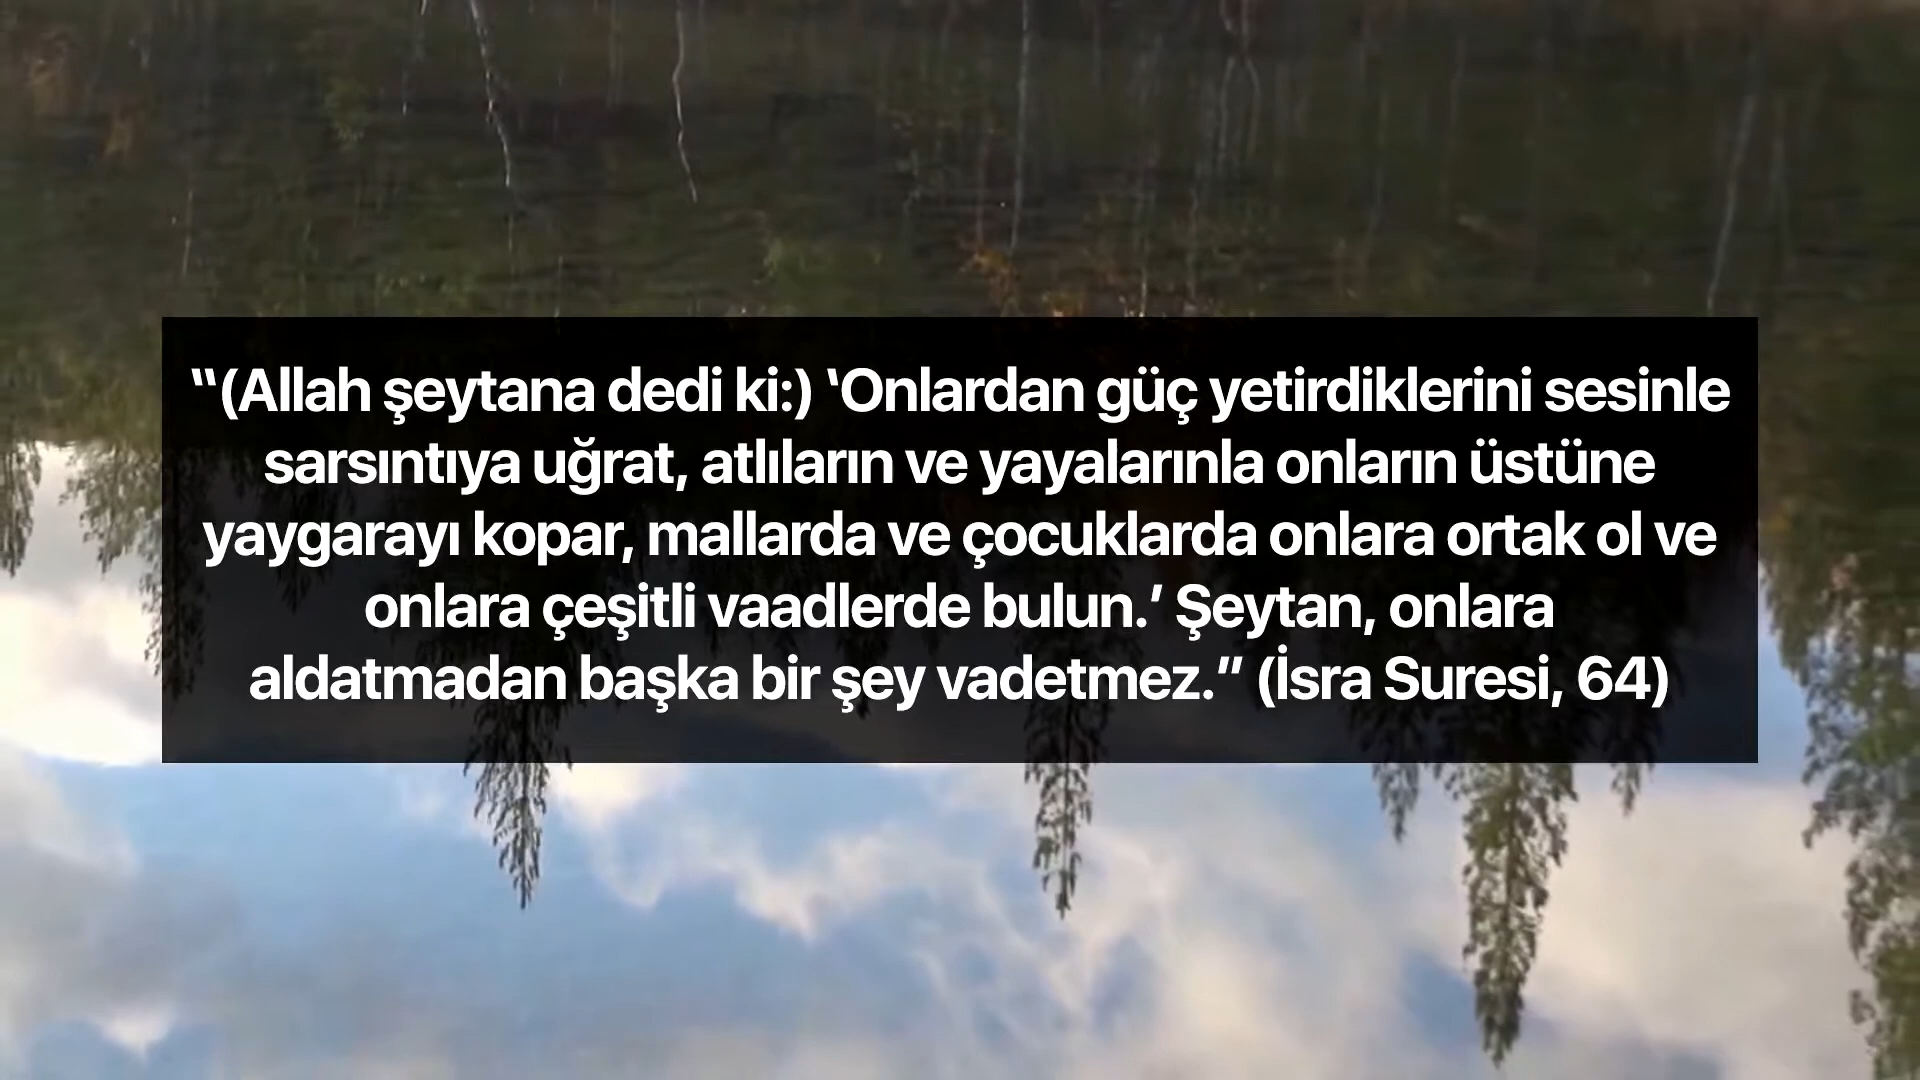 “(Allah şeytana dedi ki:) ‘Onlardan güç yetirdiklerini sesinle
sarsıntıya uğrat, atlıların ve yayalarınla onların üstüne
yaygarayı kopar, mallarda ve çocuklarda onlara ortak ol ve
onlara çeşitli vaadlerde bulun.’ Şeytan, onlara
aldatmadan başka bir şey vadetmez.” (İsra Suresi, 64)